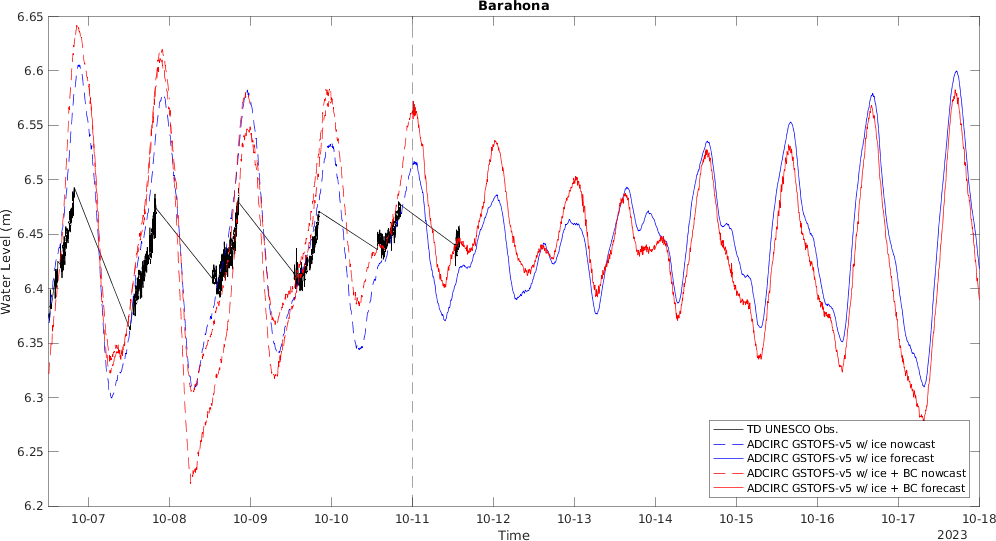 Barahona
6.65
6.6
6.55
6.5
6.45
6.4
6.35
6.3
6.25
6.2
Water Level (m)
10-07
10-08
10-09
10-10
10-11
10-12
10-13
10-14
10-15
10-16
10-17
10-18
Time
2023
TD UNESCO Obs.
ADCIRC GSTOFS-v5 w/ ice nowcast
ADCIRC GSTOFS-v5 w/ ice forecast
ADCIRC GSTOFS-v5 w/ ice + BC nowcast
ADCIRC GSTOFS-v5 w/ ice + BC forecast